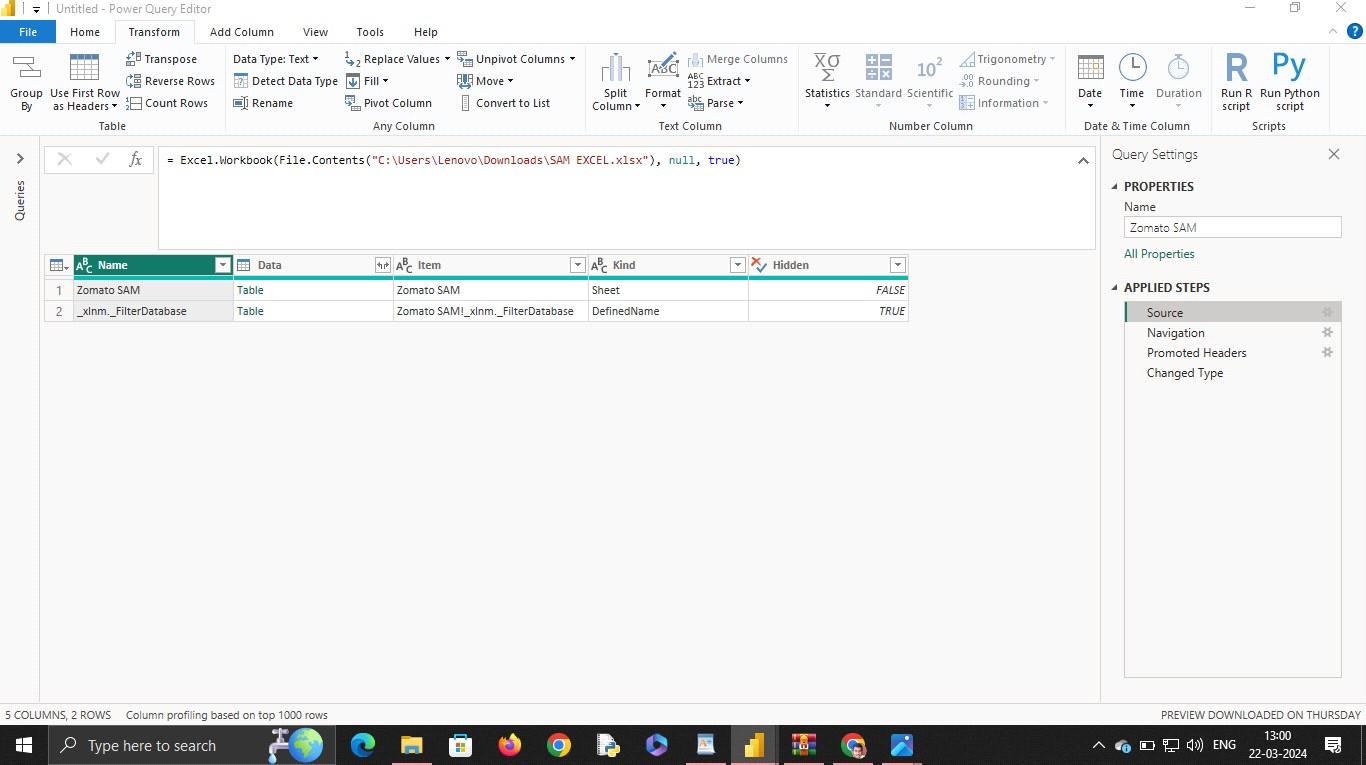 Untitled - Power Query Editor
File Home Transform Add Column View Tools Help
Group By
Use First Row as Headers
Transpose
Reverse Rows
Count Rows
Table
Data Type: Text
Detect Data Type
Rename
Replace Values
Fill
Pivot Column
Unpivot Columns
Move
Convert to List
Any Column
Split Column
Format
Merge Columns
Extract
Parse
Text Column
Statistics
Standard
Scientific
Trigonometry
Rounding
Information
Number Column
Date
Time
Duration
Date & Time Column
Run R script
Run Python script
Scripts
Queries
= Excel.Workbook(File.Contents("C:\Users\Lenovo\Downloads\SAM EXCEL.xlsx"), null, true)
Name Data Item Kind Hidden
1 Zomato SAM Table Zomato SAM Sheet FALSE
2 _xlnm._FilterDatabase Table Zomato SAM!_xlnm._FilterDatabase DefinedName TRUE
Query Settings
PROPERTIES
Name
Zomato SAM
All Properties
APPLIED STEPS
Source
Navigation
Promoted Headers
Changed Type
5 COLUMNS, 2 ROWS Column profiling based on top 1000 rows
PREVIEW DOWNLOADED ON THURSDAY
Type here to search
ENG
13:00
22-03-2024